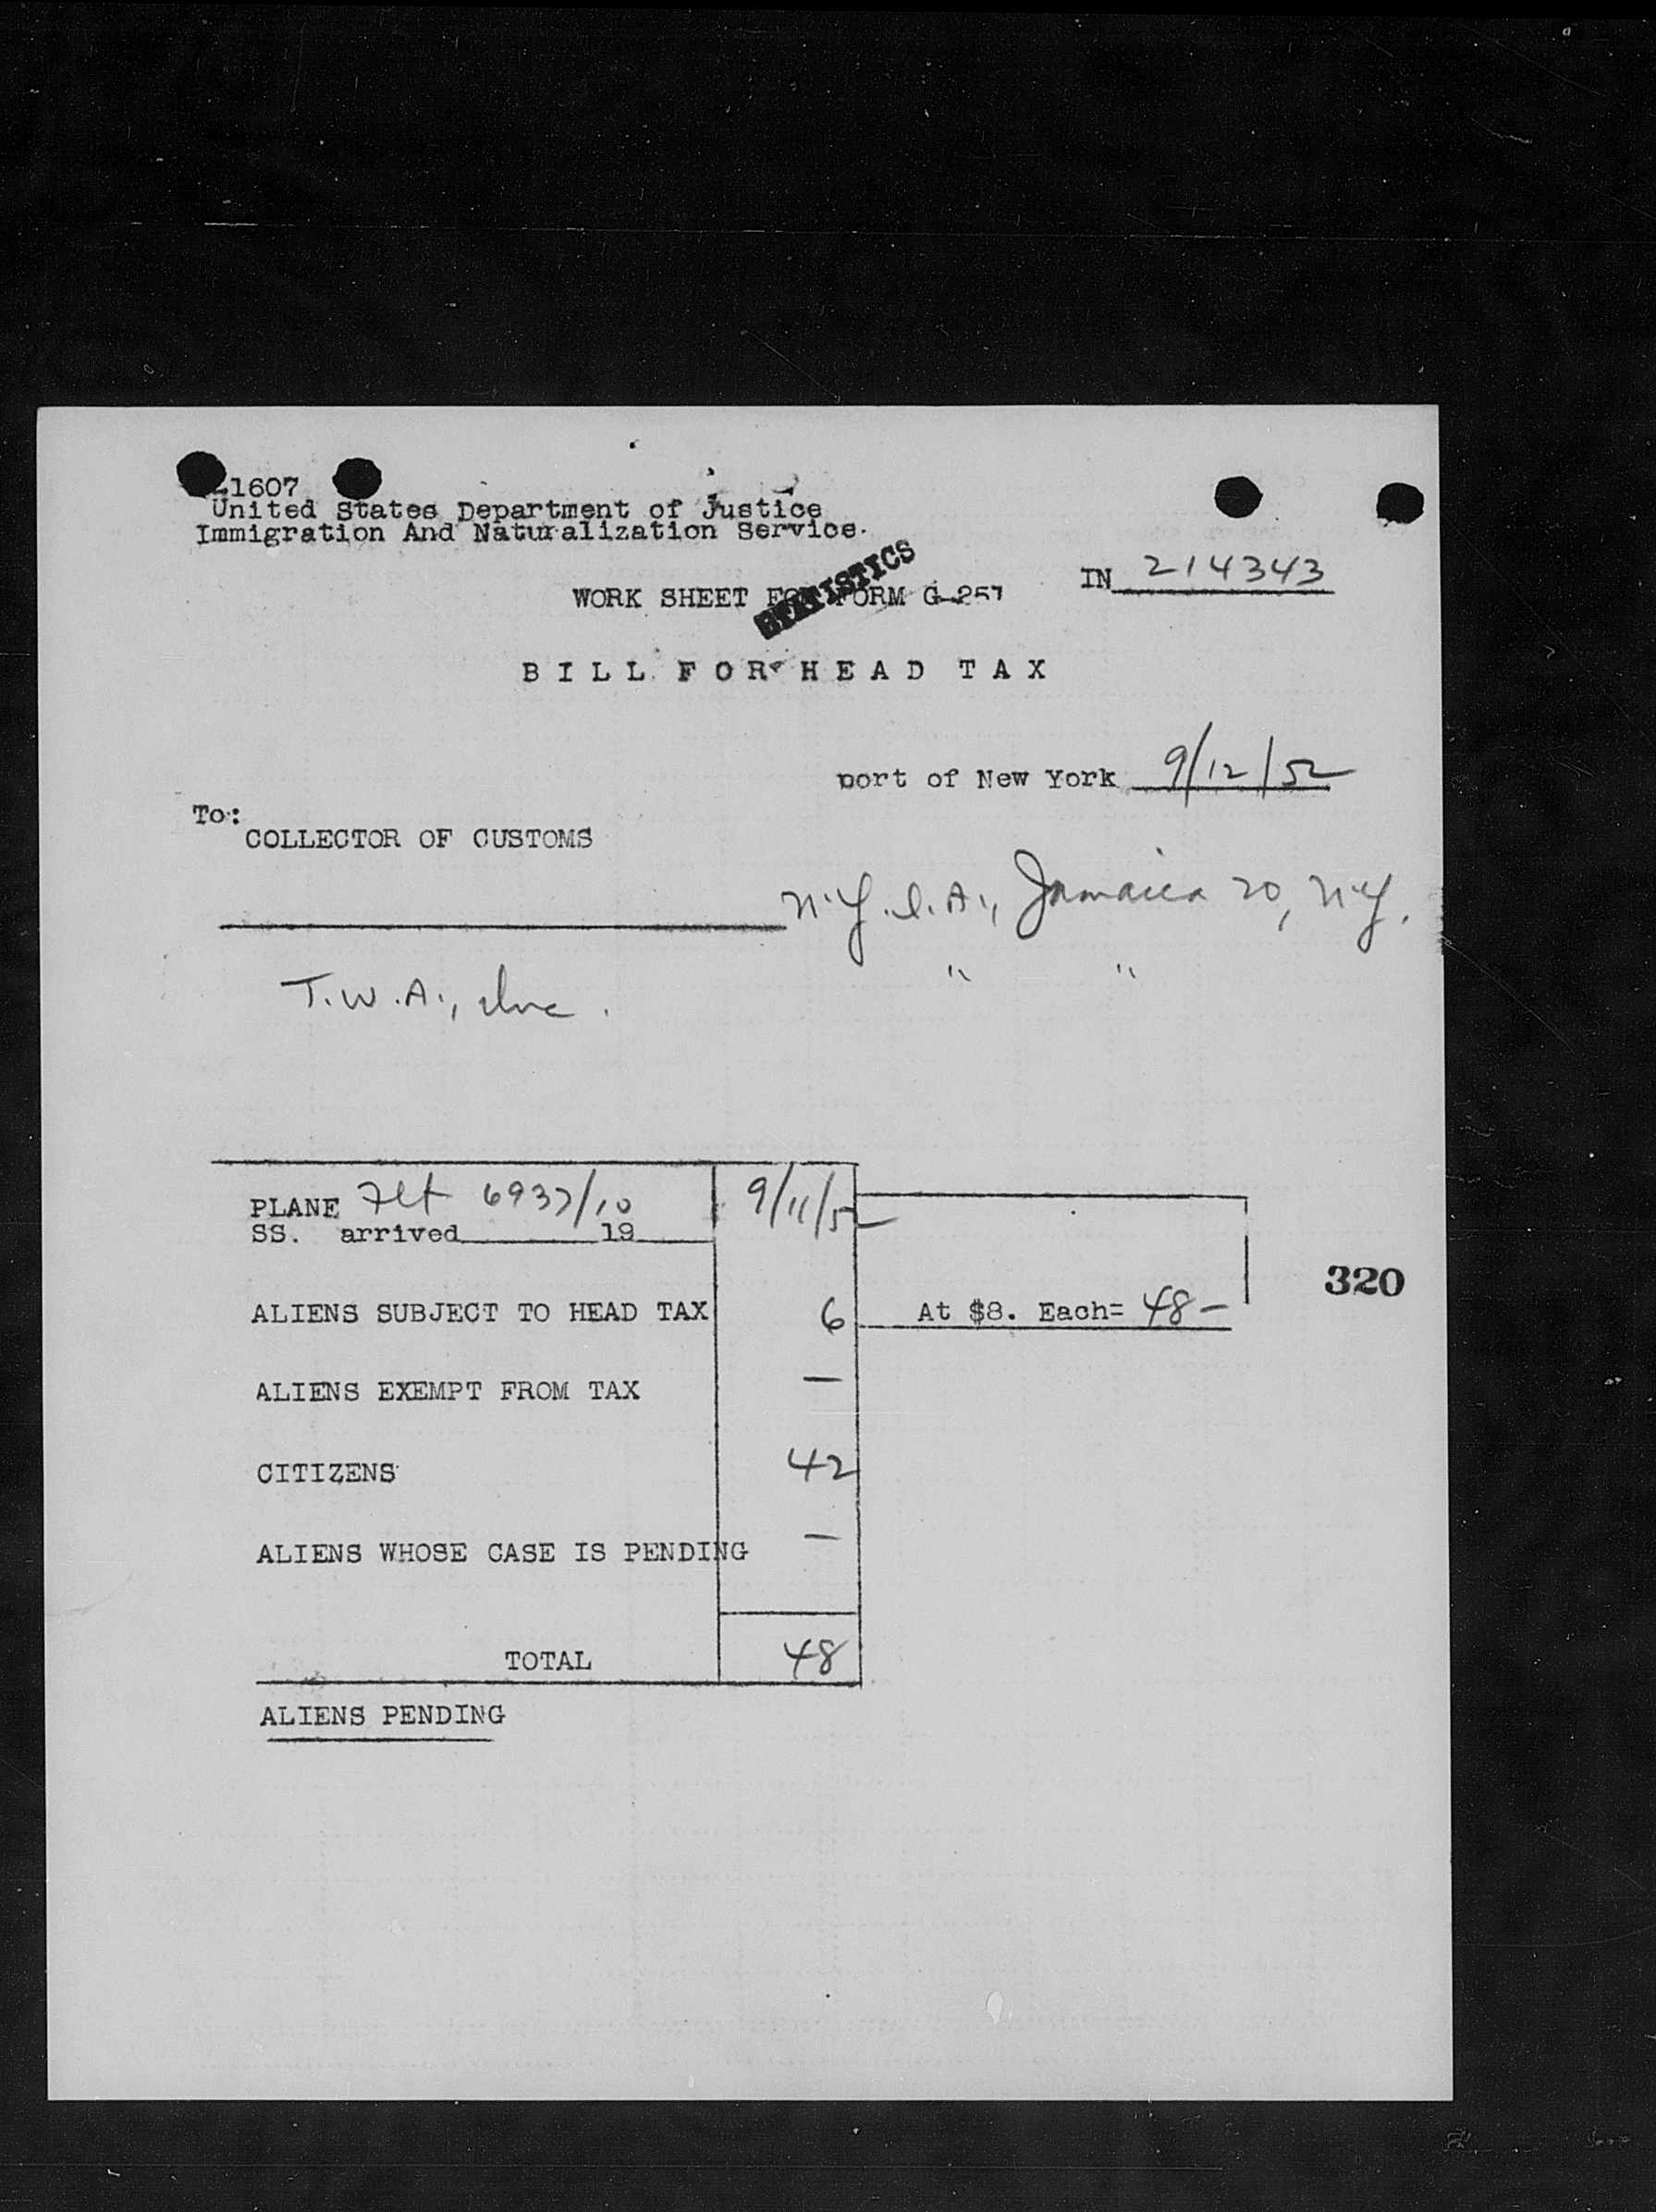 1607
United States Department of Justice
Immigration And Naturalization Service.
STATISTICS
WORK SHEET FOR FORM G-257
IN 214343
BILL FOR HEAD TAX
port of New York 9/12/52
To:
COLLECTOR OF CUSTOMS
N.Y.I.A., Jamaica 20, N.Y.
T.W.A., Inc. " "
PLANE Flt 6937/10 9/11/52
SS. arrived 19
320
ALIENS SUBJECT TO HEAD TAX 6 At $8. Each= 48-
ALIENS EXEMPT FROM TAX —
CITIZENS 42
ALIENS WHOSE CASE IS PENDING —
TOTAL 48
ALIENS PENDING